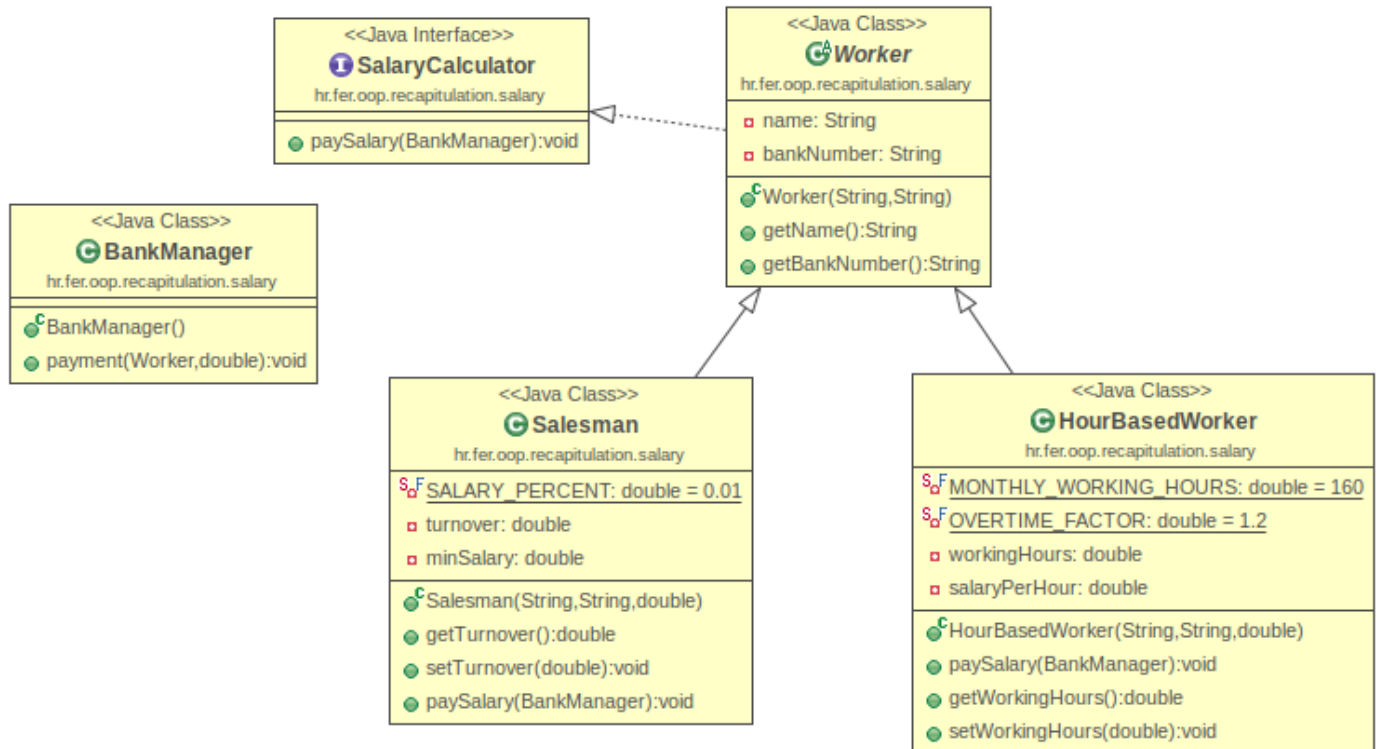 <<Java Interface>>
SalaryCalculator
hr.fer.oop.recapitulation.salary
paySalary(BankManager):void
<<Java Class>>
Worker
hr.fer.oop.recapitulation.salary
name: String
bankNumber: String
Worker(String,String)
getName():String
getBankNumber():String
<<Java Class>>
BankManager
hr.fer.oop.recapitulation.salary
BankManager()
payment(Worker,double):void
<<Java Class>>
Salesman
hr.fer.oop.recapitulation.salary
SALARY_PERCENT: double = 0.01
turnover: double
minSalary: double
Salesman(String,String,double)
getTurnover():double
setTurnover(double):void
paySalary(BankManager):void
<<Java Class>>
HourBasedWorker
hr.fer.oop.recapitulation.salary
MONTHLY_WORKING_HOURS: double = 160
OVERTIME_FACTOR: double = 1.2
workingHours: double
salaryPerHour: double
HourBasedWorker(String,String,double)
paySalary(BankManager):void
getWorkingHours():double
setWorkingHours(double):void